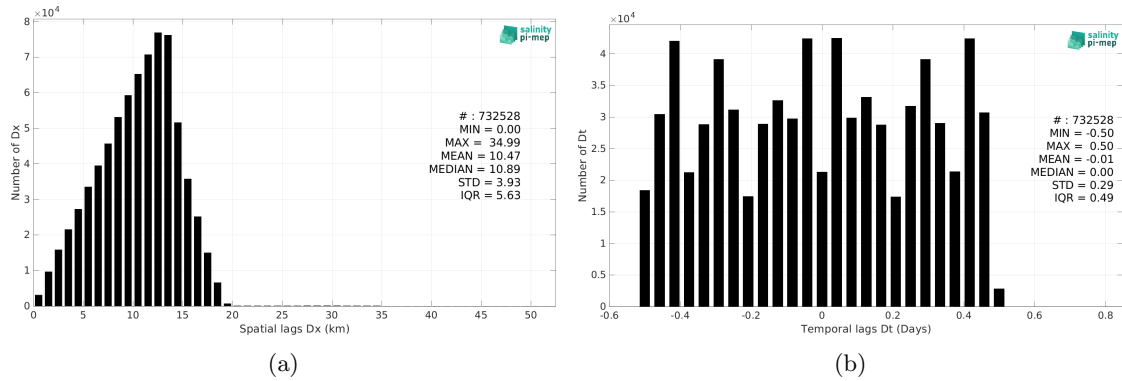 ×10⁴
8
7
6
5
4
3
2
1
0
Number of Dx
salinity
pi-mep
# : 732528
MIN = 0.00
MAX = 34.99
MEAN = 10.47
MEDIAN = 10.89
STD = 3.93
IQR = 5.63
0 5 10 15 20 25 30 35 40 45 50
Spatial lags Dx (km)
(a)
×10⁴
4
3.5
3
2.5
2
1.5
1
0.5
0
Number of Dt
salinity
pi-mep
# : 732528
MIN = -0.50
MAX = 0.50
MEAN = -0.01
MEDIAN = 0.00
STD = 0.29
IQR = 0.49
-0.6 -0.4 -0.2 0 0.2 0.4 0.6 0.8
Temporal lags Dt (Days)
(b)